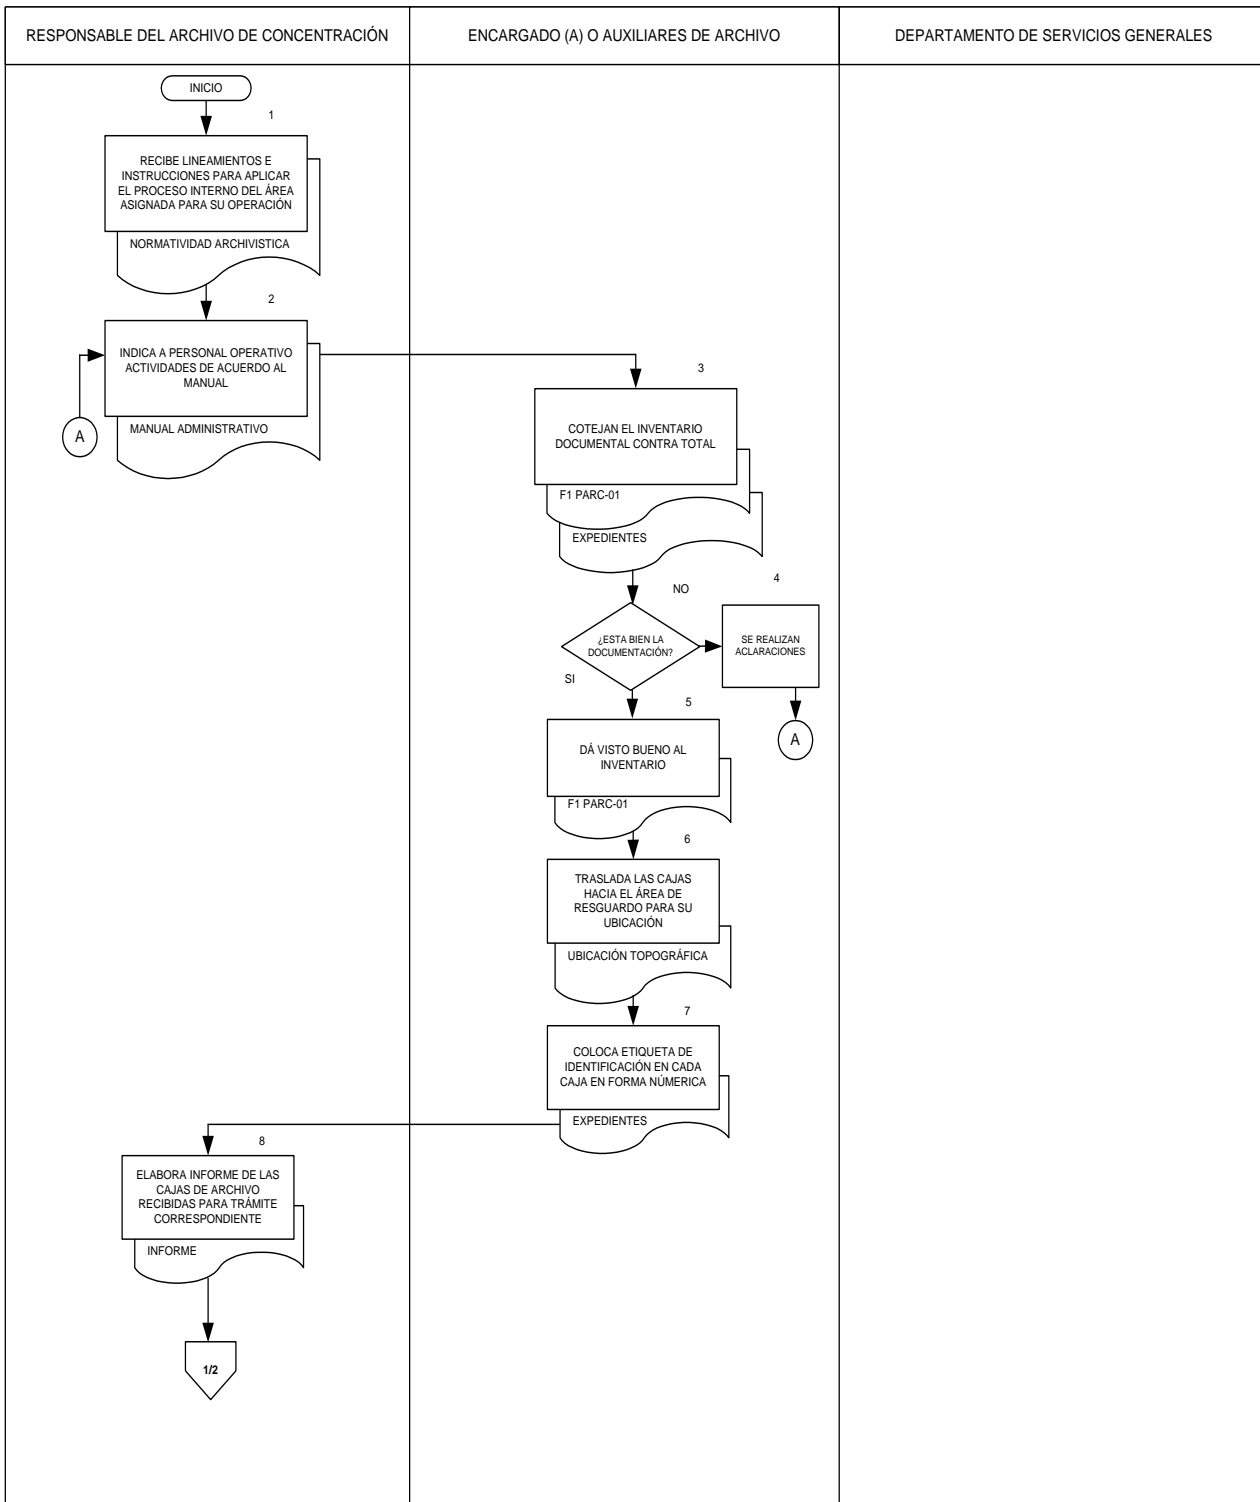 RESPONSABLE DEL ARCHIVO DE CONCENTRACIÓN
ENCARGADO (A) O AUXILIARES DE ARCHIVO
DEPARTAMENTO DE SERVICIOS GENERALES
INICIO
1
RECIBE LINEAMIENTOS E
INSTRUCCIONES PARA APLICAR
EL PROCESO INTERNO DEL ÁREA
ASIGNADA PARA SU OPERACIÓN
NORMATIVIDAD ARCHIVISTICA
2
INDICA A PERSONAL OPERATIVO
ACTIVIDADES DE ACUERDO AL
MANUAL
MANUAL ADMINISTRATIVO
A
3
COTEJAN EL INVENTARIO
DOCUMENTAL CONTRA TOTAL
F1 PARC-01
EXPEDIENTES
¿ESTA BIEN LA
DOCUMENTACIÓN?
NO
4
SE REALIZAN
ACLARACIONES
A
SI
5
DÁ VISTO BUENO AL
INVENTARIO
F1 PARC-01
6
TRASLADA LAS CAJAS
HACIA EL ÁREA DE
RESGUARDO PARA SU
UBICACIÓN
UBICACIÓN TOPOGRÁFICA
7
COLOCA ETIQUETA DE
IDENTIFICACIÓN EN CADA
CAJA EN FORMA NÚMERICA
EXPEDIENTES
8
ELABORA INFORME DE LAS
CAJAS DE ARCHIVO
RECIBIDAS PARA TRÁMITE
CORRESPONDIENTE
INFORME
1/2